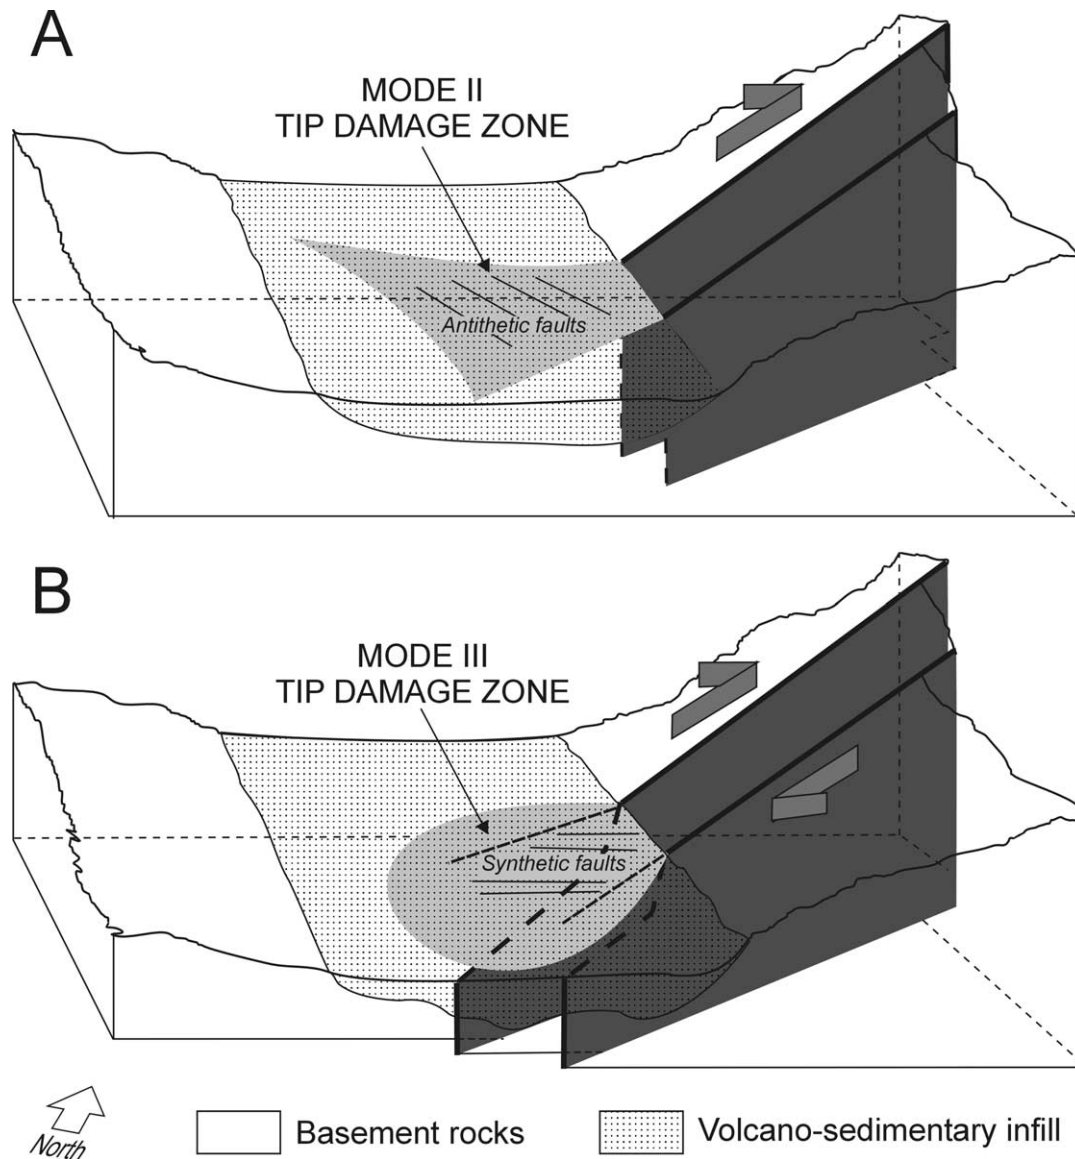 A
MODE II
TIP DAMAGE ZONE
Antithetic faults
B
MODE III
TIP DAMAGE ZONE
Synthetic faults
North
Basement rocks
Volcano-sedimentary infill